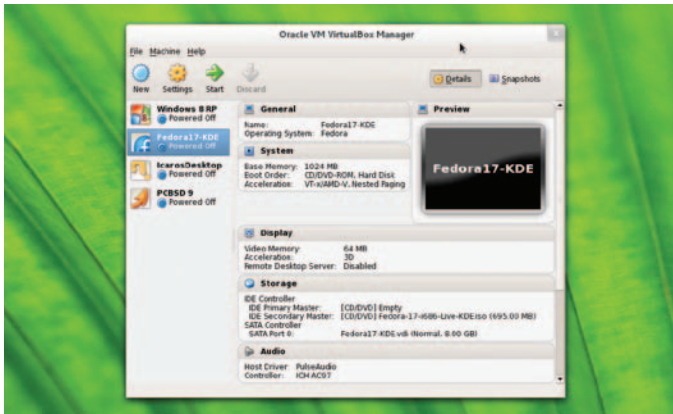 Oracle VM VirtualBox Manager
File Machine Help
New Settings Start Discard
Details Snapshots
Windows 8 RP
Powered Off
Fedora17-KDE
Powered Off
IcarosDesktop
Powered Off
PCBSD 9
Powered Off
General
Name: Fedora17-KDE
Operating System: Fedora
System
Base Memory: 1024 MB
Boot Order: CD/DVD-ROM, Hard Disk
Acceleration: VT-x/AMD-V, Nested Paging
Preview
Fedora17-KDE
Display
Video Memory: 64 MB
Acceleration: 3D
Remote Desktop Server: Disabled
Storage
IDE Controller
IDE Primary Master: [CD/DVD] Empty
IDE Secondary Master: [CD/DVD] Fedora-17-i686-Live-KDE.iso (695.00 MB)
SATA Controller
SATA Port 0: Fedora17-KDE.vdi (Normal, 8.00 GB)
Audio
Host Driver: PulseAudio
Controller: ICH AC97